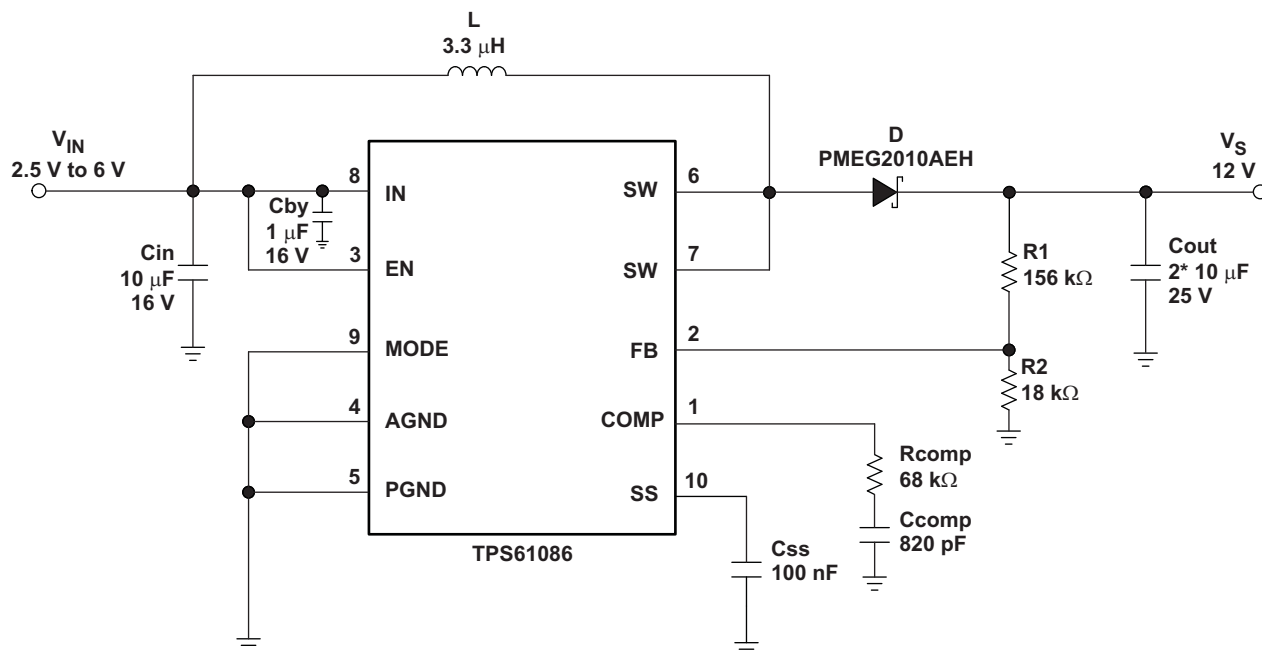 L
3.3 μH
VIN
2.5 V to 6 V
D
PMEG2010AEH
VS
12 V
8
IN
SW
6
Cby
1 μF
16 V
3
EN
SW
7
Cin
10 μF
16 V
R1
156 kΩ
Cout
2* 10 μF
25 V
9
MODE
FB
2
R2
18 kΩ
4
AGND
COMP
1
Rcomp
68 kΩ
5
PGND
SS
10
Ccomp
820 pF
TPS61086
Css
100 nF